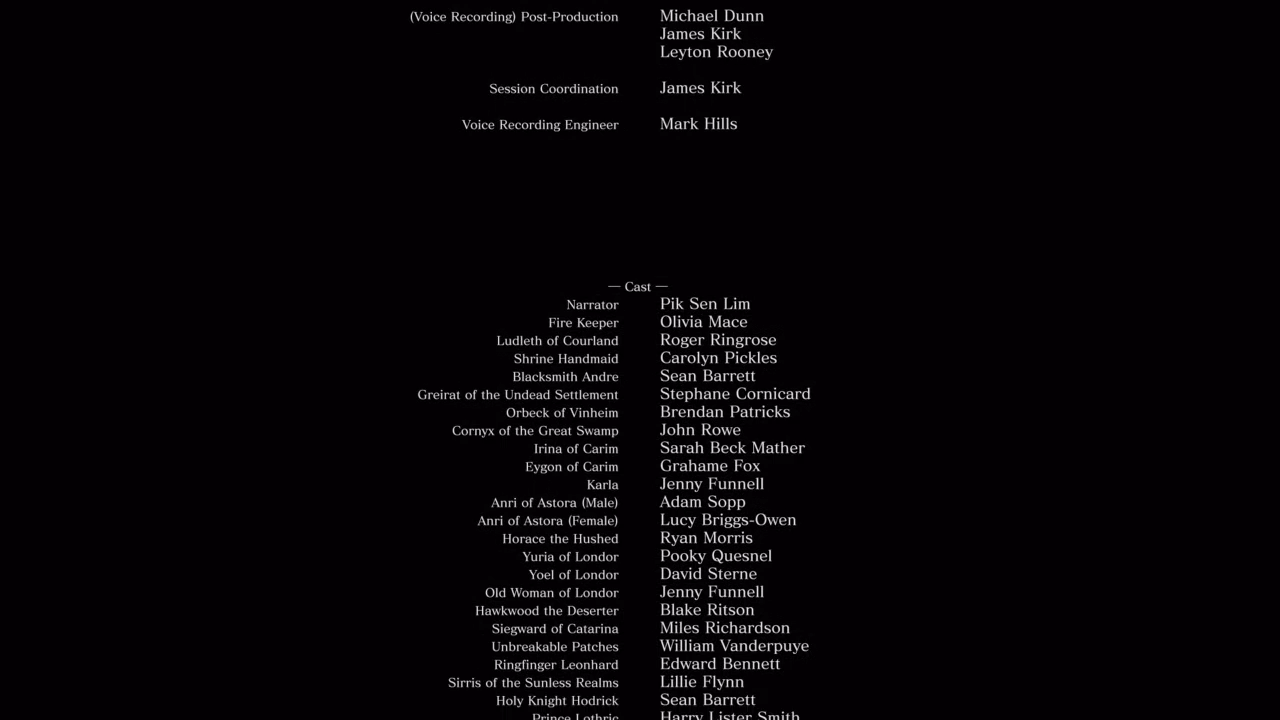 (Voice Recording) Post-Production Michael Dunn
James Kirk
Leyton Rooney
Session Coordination James Kirk
Voice Recording Engineer Mark Hills
— Cast —
Narrator Pik Sen Lim
Fire Keeper Olivia Mace
Ludleth of Courland Roger Ringrose
Shrine Handmaid Carolyn Pickles
Blacksmith Andre Sean Barrett
Greirat of the Undead Settlement Stephane Cornicard
Orbeck of Vinheim Brendan Patricks
Cornyx of the Great Swamp John Rowe
Irina of Carim Sarah Beck Mather
Eygon of Carim Grahame Fox
Karla Jenny Funnell
Anri of Astora (Male) Adam Sopp
Anri of Astora (Female) Lucy Briggs-Owen
Horace the Hushed Ryan Morris
Yuria of Londor Pooky Quesnel
Yoel of Londor David Sterne
Old Woman of Londor Jenny Funnell
Hawkwood the Deserter Blake Ritson
Siegward of Catarina Miles Richardson
Unbreakable Patches William Vanderpuye
Ringfinger Leonhard Edward Bennett
Sirris of the Sunless Realms Lillie Flynn
Holy Knight Hodrick Sean Barrett
Prince Lothric Harry Lister Smith